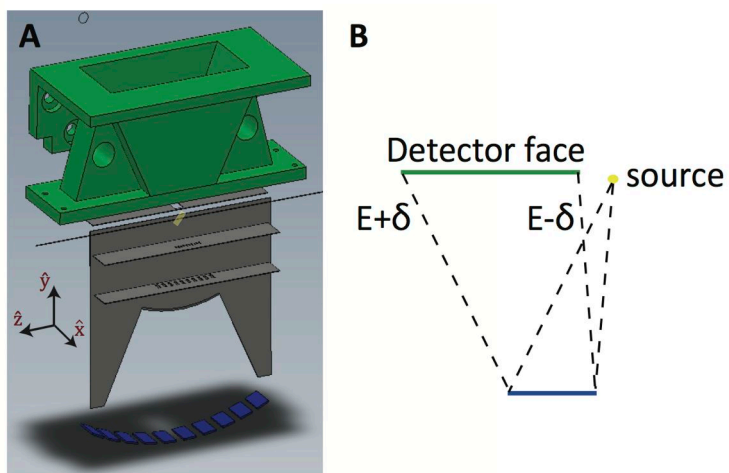 A
B
Detector face
source
E+δ
E-δ
ŷ
ẑ
x̂